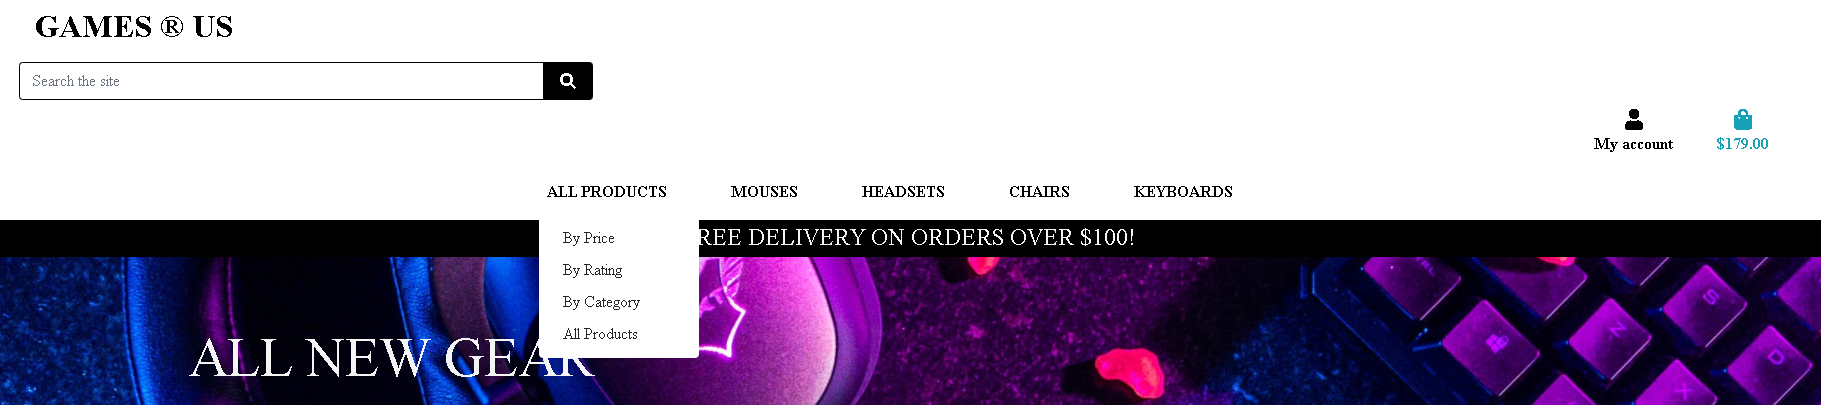 GAMES ® US
Search the site
My account
$179.00
ALL PRODUCTS
MOUSES
HEADSETS
CHAIRS
KEYBOARDS
REE DELIVERY ON ORDERS OVER $100!
By Price
By Rating
By Category
All Products
ALL NEW GEAR
S
N
D
X